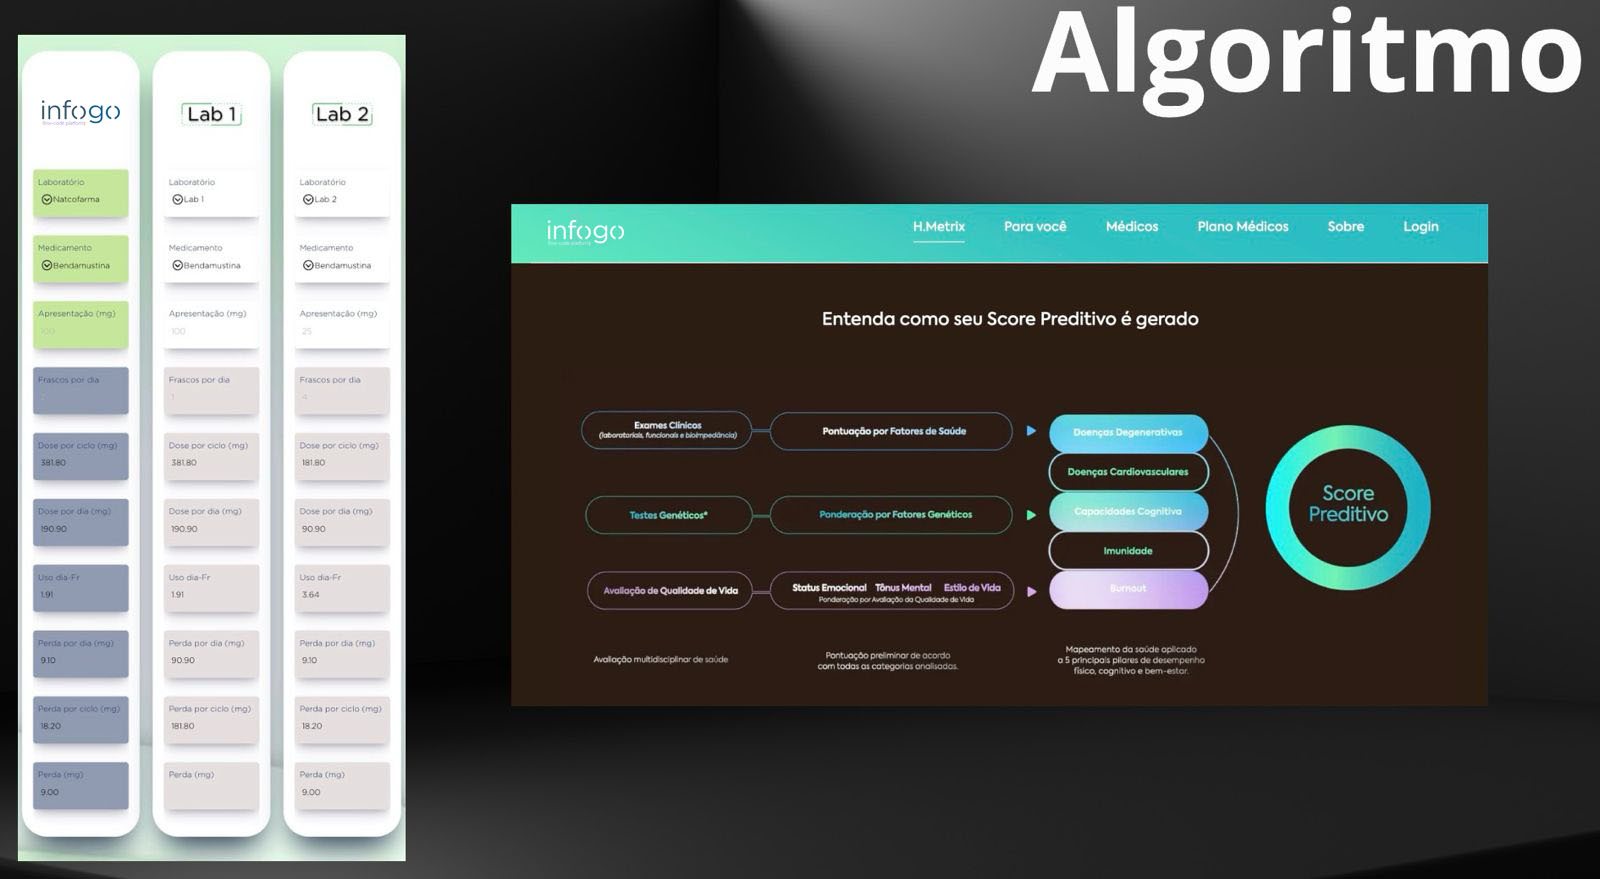 Algoritmo
infogo
Laboratório
Natcofarma
Medicamento
Bendamustina
Apresentação (mg)
100
Frascos por dia
2
Dose por ciclo (mg)
381.80
Dose por dia (mg)
190.90
Uso dia-Fr
1.91
Perda por dia (mg)
9.10
Perda por ciclo (mg)
18.20
Perda (mg)
9.00
Lab 1
Laboratório
Lab 1
Medicamento
Bendamustina
Apresentação (mg)
100
Frascos por dia
1
Dose por ciclo (mg)
381.80
Dose por dia (mg)
190.90
Uso dia-Fr
1.91
Perda por dia (mg)
90.90
Perda por ciclo (mg)
181.80
Perda (mg)
Lab 2
Laboratório
Lab 2
Medicamento
Bendamustina
Apresentação (mg)
25
Frascos por dia
4
Dose por ciclo (mg)
181.80
Dose por dia (mg)
90.90
Uso dia-Fr
3.64
Perda por dia (mg)
9.10
Perda por ciclo (mg)
18.20
Perda (mg)
9.00
infogo
H.Metrix Para você Médicos Plano Médicos Sobre Login
Entenda como seu Score Preditivo é gerado
Exames Clínicos
(laboratoriais, funcionais e bioimpedância)
Pontuação por Fatores de Saúde
Testes Genéticos*
Ponderação por Fatores Genéticos
Avaliação de Qualidade de Vida
Status Emocional Tônus Mental Estilo de Vida
Ponderação por Avaliação da Qualidade de Vida
Doenças Degenerativas
Doenças Cardiovasculares
Capacidades Cognitiva
Imunidade
Burnout
Score
Preditivo
Avaliação multidisciplinar de saúde
Pontuação preliminar de acordo
com todas as categorias analisadas.
Mapeamento da saúde aplicado
a 5 principais pilares de desempenha
físico, cognitivo e bem-estar.